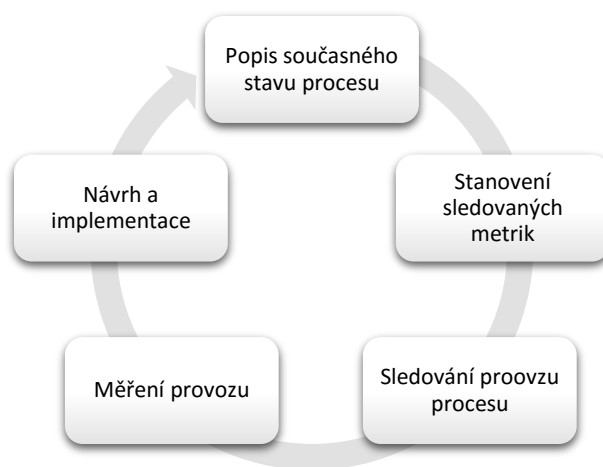 Popis současného
stavu procesu
Stanovení
sledovaných
metrik
Sledování proovzu
procesu
Měření provozu
Návrh a
implementace